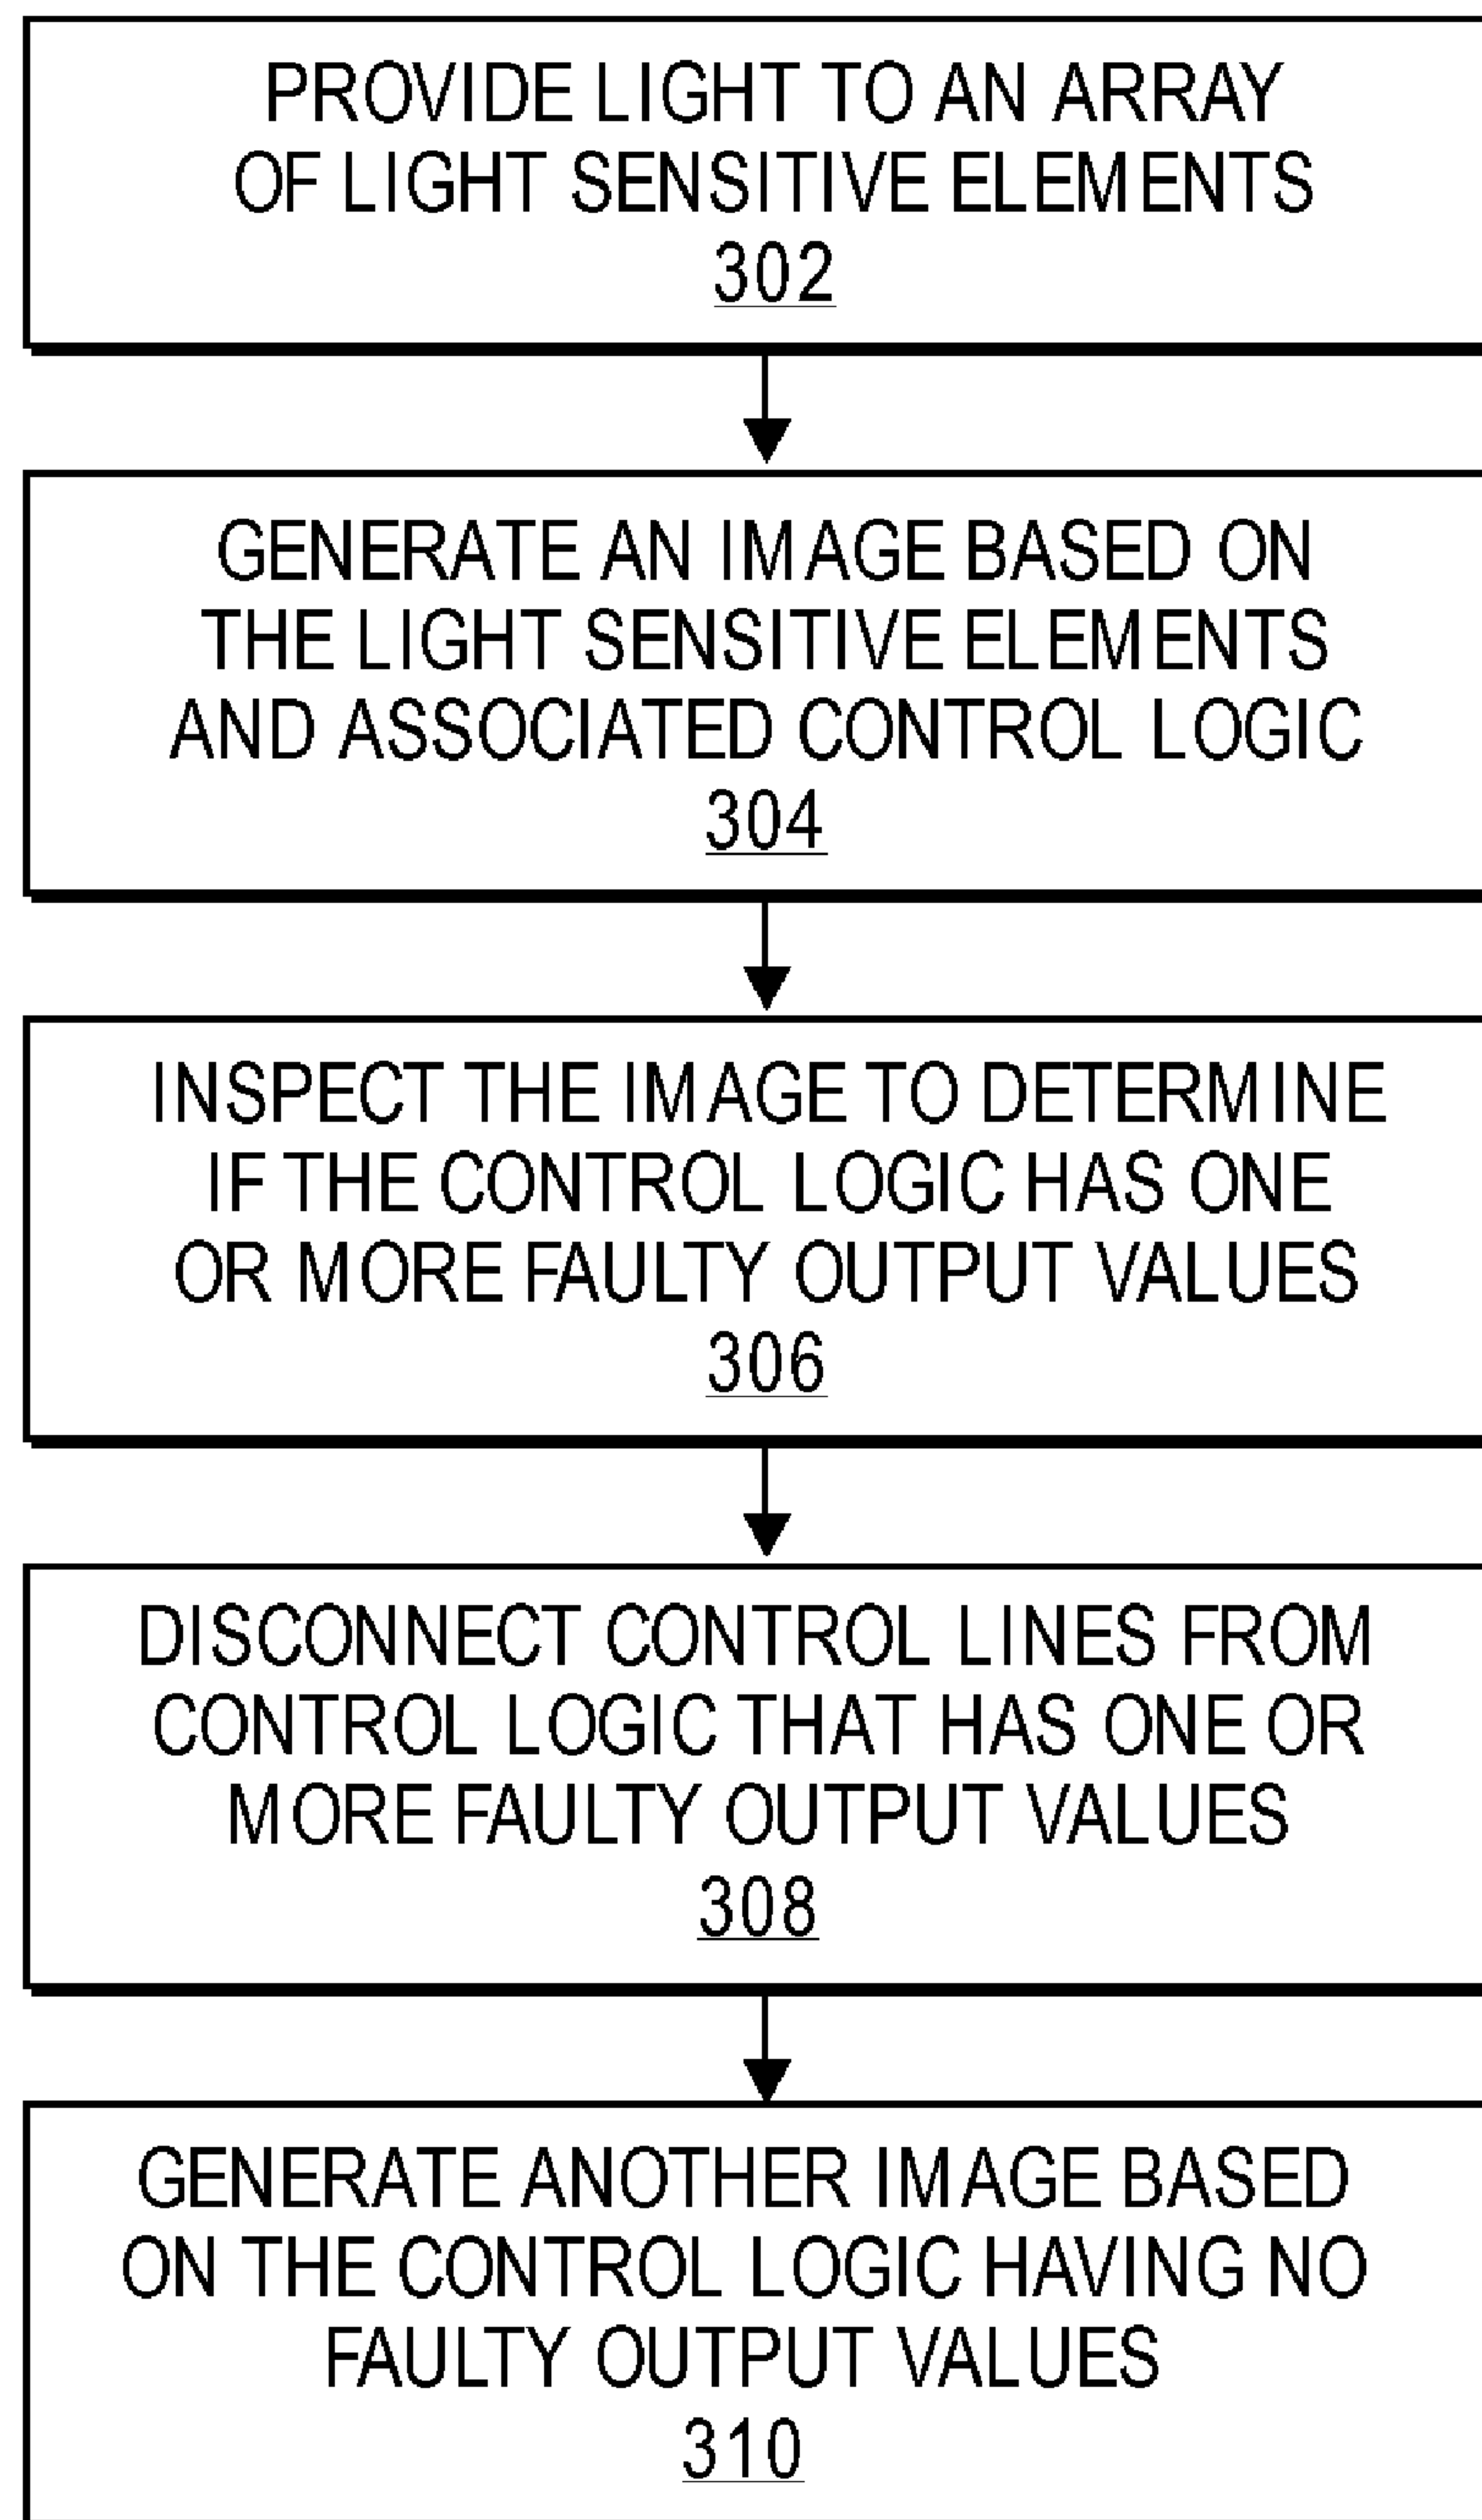 PROVIDE LIGHT TO AN ARRAY
OF LIGHT SENSITIVE ELEMENTS
302
GENERATE AN IMAGE BASED ON
THE LIGHT SENSITIVE ELEMENTS
AND ASSOCIATED CONTROL LOGIC
304
INSPECT THE IMAGE TO DETERMINE
IF THE CONTROL LOGIC HAS ONE
OR MORE FAULTY OUTPUT VALUES
306
DISCONNECT CONTROL LINES FROM
CONTROL LOGIC THAT HAS ONE OR
MORE FAULTY OUTPUT VALUES
308
GENERATE ANOTHER IMAGE BASED
ON THE CONTROL LOGIC HAVING NO
FAULTY OUTPUT VALUES
310